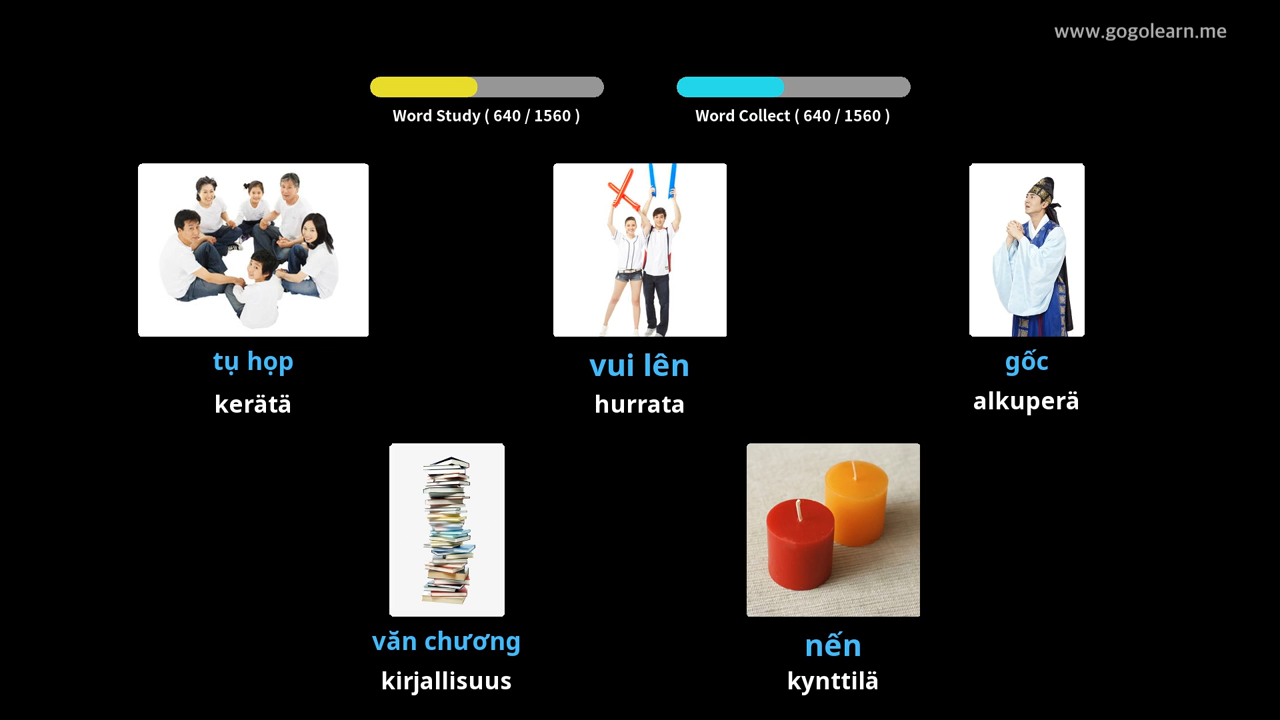 www.gogolearn.me
Word Study ( 640 / 1560 )
Word Collect ( 640 / 1560 )
tụ họp
vui lên
gốc
kerätä
hurrata
alkuperä
văn chương
nến
kirjallisuus
kynttilä